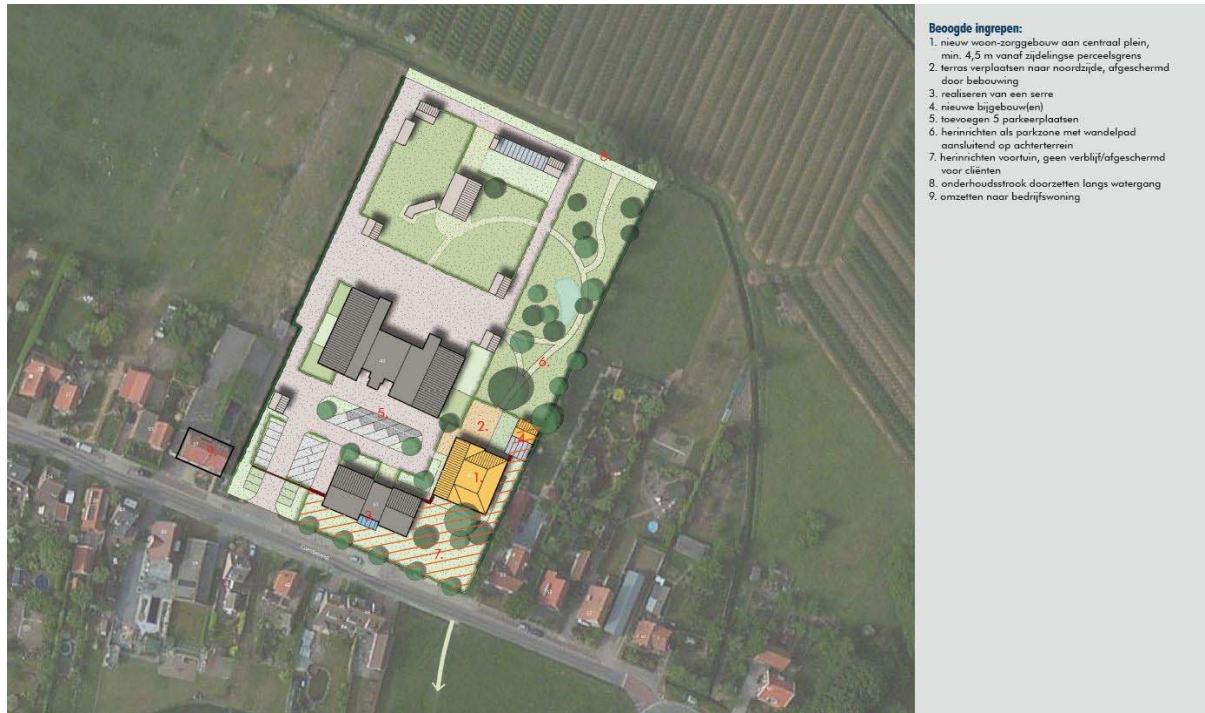 Beoogde ingrepen:
1. nieuw woon-zorggebouw aan centraal plein,
min. 4,5 m vanaf zijdelingse perceelsgrens
2. terras verplaatsen naar noordzijde, afgeschermd
door bebouwing
3. realiseren van een serre
4. nieuwe bijgebouw(en)
5. toevoegen 5 parkeerplaatsen
6. herinrichten als parkzone met wandelpad
aansluitend op achterterrein
7. herinrichten voortuin, geen verblijf/afgeschermd
voor cliënten
8. onderhoudsstrook doorzetten langs watergang
9. omzetten naar bedrijfswoning
8.
6.
5.
2.
4.
9.
1.
3.
7.